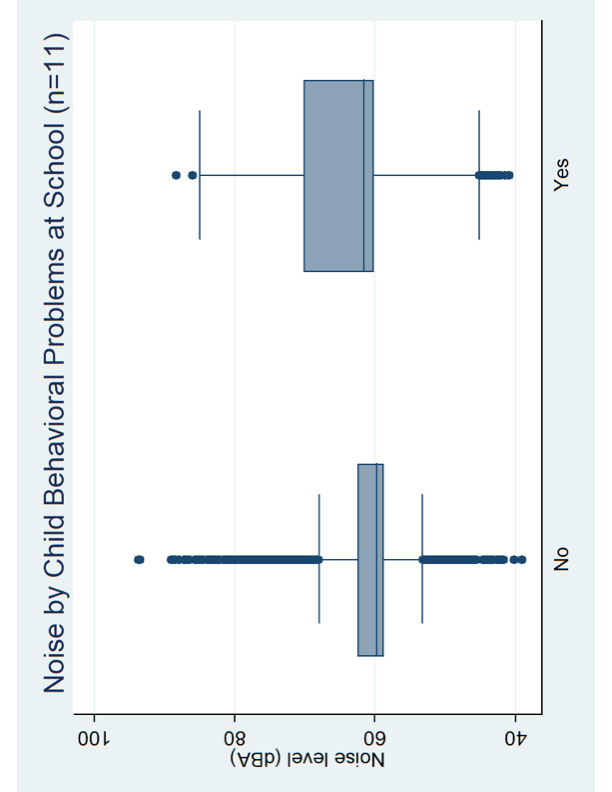 Noise by Child Behavioral Problems at School (n=11)
Noise level (dBA)
100
80
60
40
No
Yes